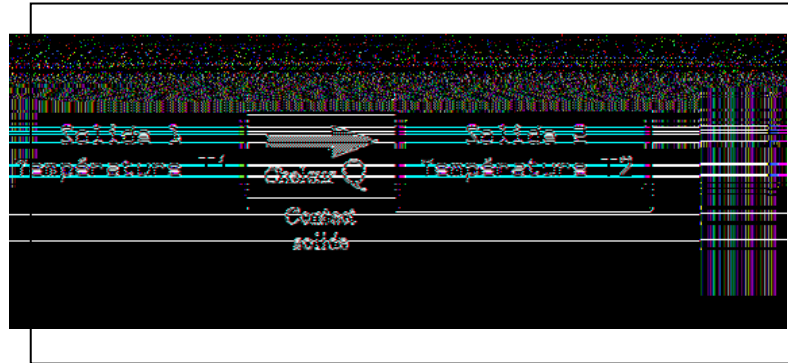 Solide 1
Solide 2
Température T1
Chaleur Q
Température T2
Contact
solide